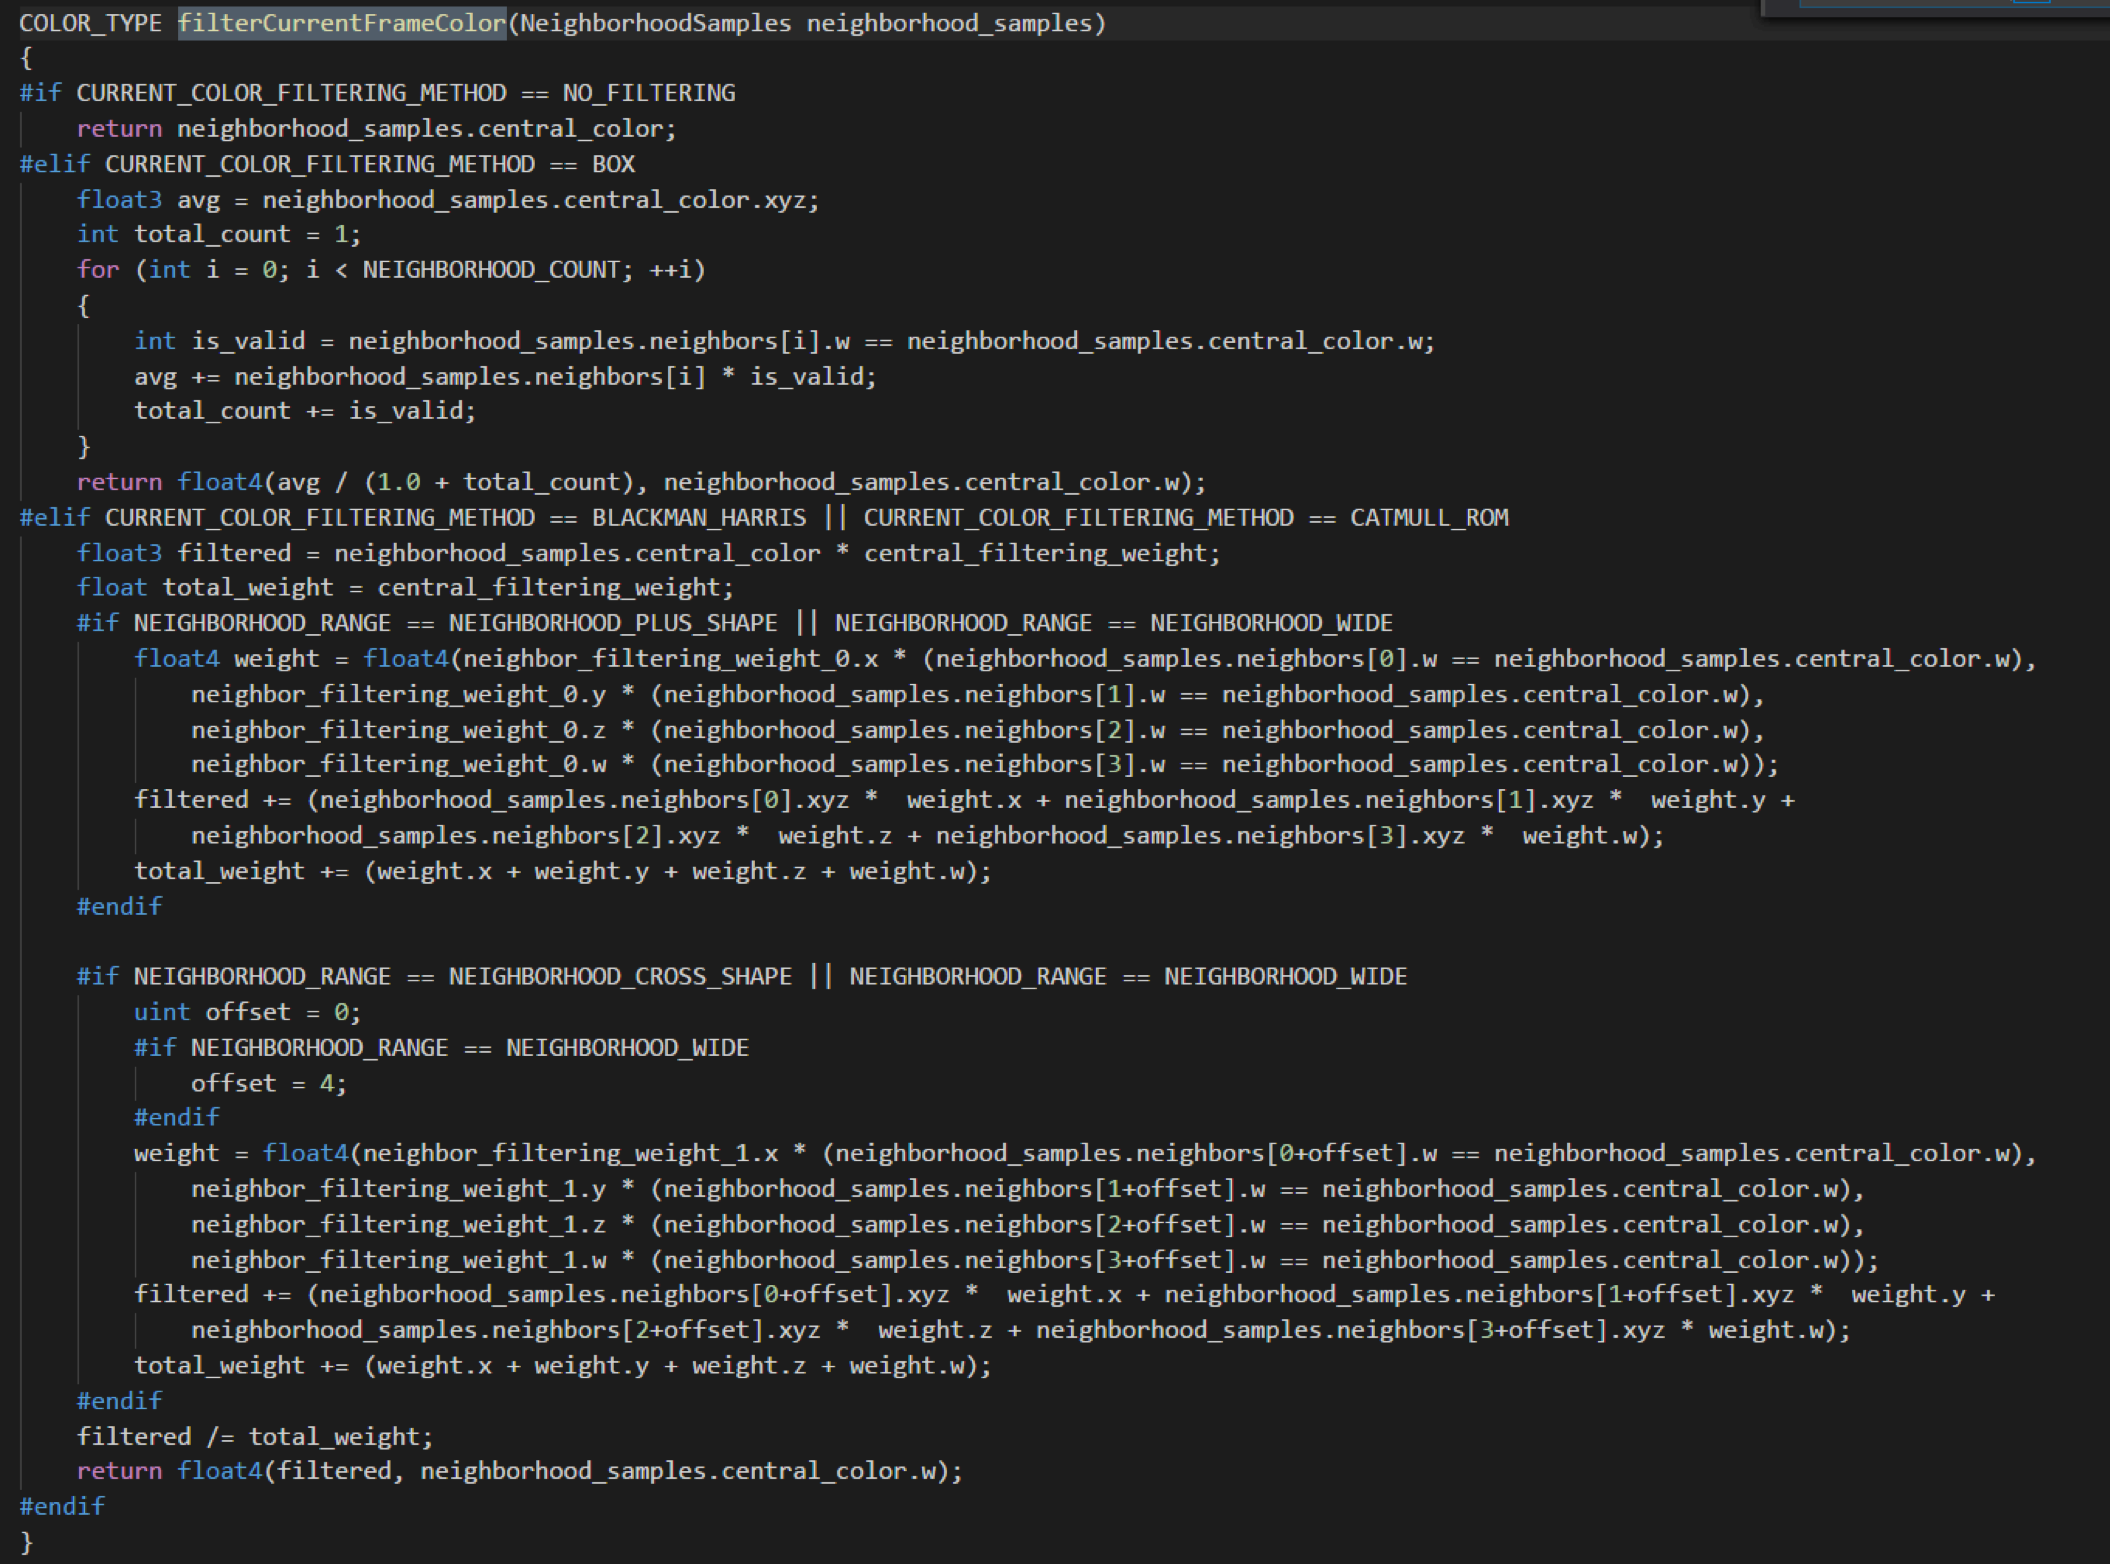 COLOR_TYPE filterCurrentFrameColor(NeighborhoodSamples neighborhood_samples)
{
#if CURRENT_COLOR_FILTERING_METHOD == NO_FILTERING
    return neighborhood_samples.central_color;
#elif CURRENT_COLOR_FILTERING_METHOD == BOX
    float3 avg = neighborhood_samples.central_color.xyz;
    int total_count = 1;
    for (int i = 0; i < NEIGHBORHOOD_COUNT; ++i)
    {
        int is_valid = neighborhood_samples.neighbors[i].w == neighborhood_samples.central_color.w;
        avg += neighborhood_samples.neighbors[i] * is_valid;
        total_count += is_valid;
    }
    return float4(avg / (1.0 + total_count), neighborhood_samples.central_color.w);
#elif CURRENT_COLOR_FILTERING_METHOD == BLACKMAN_HARRIS || CURRENT_COLOR_FILTERING_METHOD == CATMULL_ROM
    float3 filtered = neighborhood_samples.central_color * central_filtering_weight;
    float total_weight = central_filtering_weight;
    #if NEIGHBORHOOD_RANGE == NEIGHBORHOOD_PLUS_SHAPE || NEIGHBORHOOD_RANGE == NEIGHBORHOOD_WIDE
        float4 weight = float4(neighbor_filtering_weight_0.x * (neighborhood_samples.neighbors[0].w == neighborhood_samples.central_color.w),
            neighbor_filtering_weight_0.y * (neighborhood_samples.neighbors[1].w == neighborhood_samples.central_color.w),
            neighbor_filtering_weight_0.z * (neighborhood_samples.neighbors[2].w == neighborhood_samples.central_color.w),
            neighbor_filtering_weight_0.w * (neighborhood_samples.neighbors[3].w == neighborhood_samples.central_color.w));
        filtered += (neighborhood_samples.neighbors[0].xyz *  weight.x + neighborhood_samples.neighbors[1].xyz *  weight.y +
            neighborhood_samples.neighbors[2].xyz *  weight.z + neighborhood_samples.neighbors[3].xyz *  weight.w);
        total_weight += (weight.x + weight.y + weight.z + weight.w);
    #endif

    #if NEIGHBORHOOD_RANGE == NEIGHBORHOOD_CROSS_SHAPE || NEIGHBORHOOD_RANGE == NEIGHBORHOOD_WIDE
        uint offset = 0;
        #if NEIGHBORHOOD_RANGE == NEIGHBORHOOD_WIDE
            offset = 4;
        #endif
        weight = float4(neighbor_filtering_weight_1.x * (neighborhood_samples.neighbors[0+offset].w == neighborhood_samples.central_color.w),
            neighbor_filtering_weight_1.y * (neighborhood_samples.neighbors[1+offset].w == neighborhood_samples.central_color.w),
            neighbor_filtering_weight_1.z * (neighborhood_samples.neighbors[2+offset].w == neighborhood_samples.central_color.w),
            neighbor_filtering_weight_1.w * (neighborhood_samples.neighbors[3+offset].w == neighborhood_samples.central_color.w));
        filtered += (neighborhood_samples.neighbors[0+offset].xyz *  weight.x + neighborhood_samples.neighbors[1+offset].xyz *  weight.y +
            neighborhood_samples.neighbors[2+offset].xyz *  weight.z + neighborhood_samples.neighbors[3+offset].xyz * weight.w);
        total_weight += (weight.x + weight.y + weight.z + weight.w);
    #endif
    filtered /= total_weight;
    return float4(filtered, neighborhood_samples.central_color.w);
#endif
}